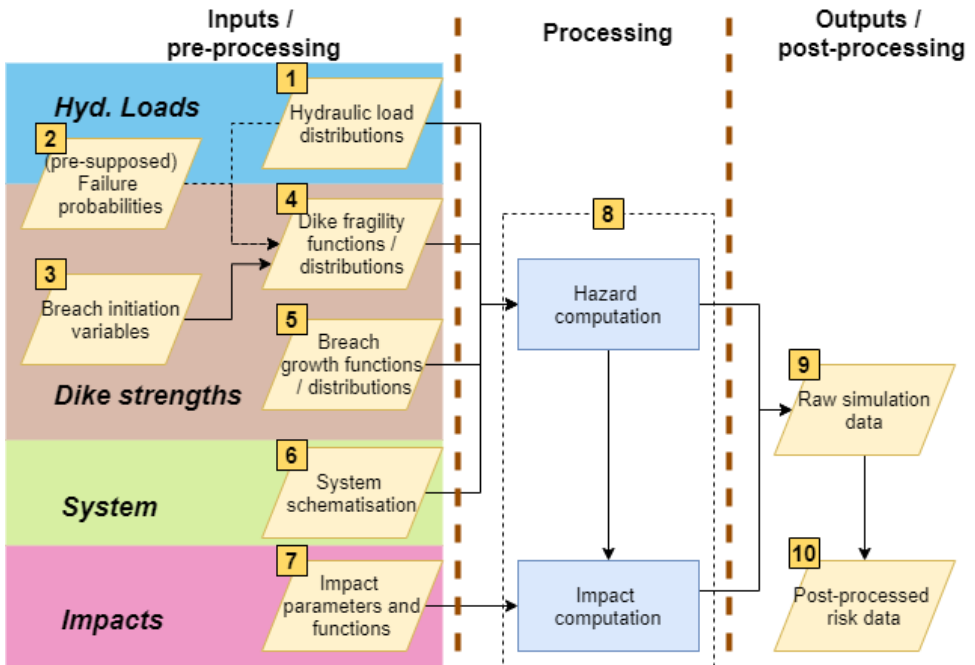 Inputs /
pre-processing
Processing
Outputs /
post-processing
Hyd. Loads
1
Hydraulic load
distributions
2
(pre-supposed)
Failure
probabilities
Dike strengths
4
Dike fragility
functions /
distributions
3
Breach initiation
variables
5
Breach
growth functions
/ distributions
System
6
System
schematisation
Impacts
7
Impact
parameters and
functions
8
Hazard
computation
Impact
computation
9
Raw simulation
data
10
Post-processed
risk data